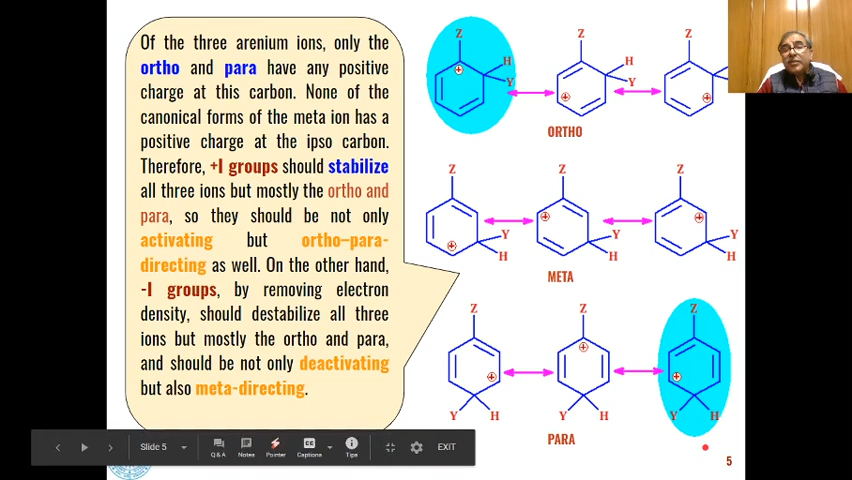 Of the three arenium ions, only the
ortho and para have any positive
charge at this carbon. None of the
canonical forms of the meta ion has a
positive charge at the ipso carbon.
Therefore, +I groups should stabilize
all three ions but mostly the ortho and
para, so they should be not only
activating but ortho–para-
directing as well. On the other hand,
-I groups, by removing electron
density, should destabilize all three
ions but mostly the ortho and para,
and should be not only deactivating
but also meta-directing.
Z Z Z
H H
Y Y
ORTHO
Z Z Z
Y Y Y
H H H
META
Z Z Z
Y H Y H Y H
PARA
Slide 5
Q&A Notes Pointer Captions Tips
EXIT
5